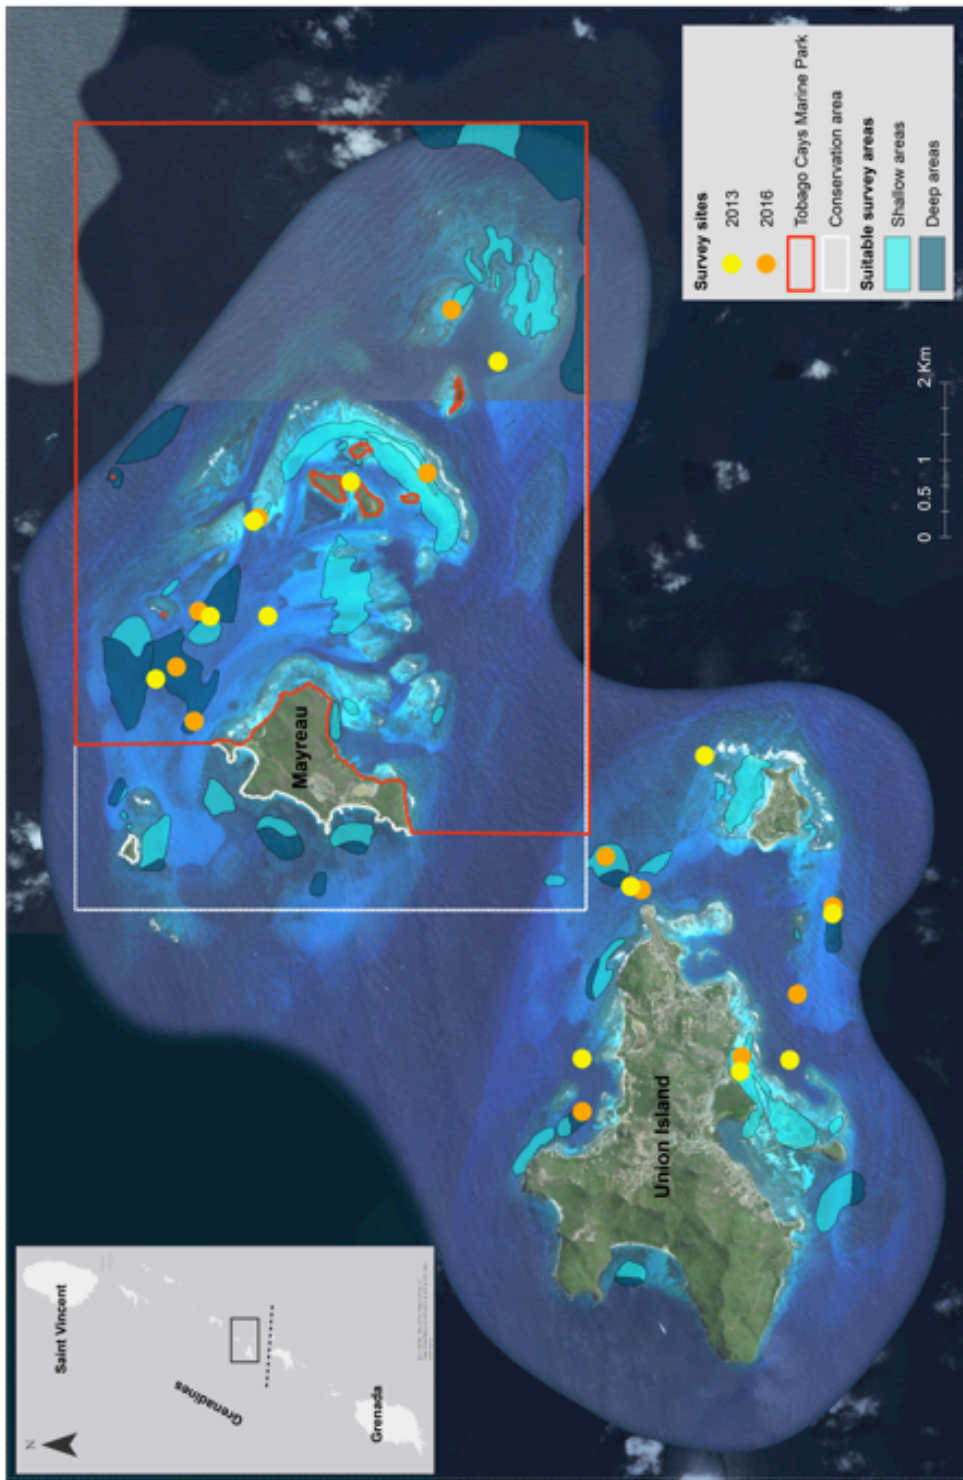 N
Saint Vincent
Grenadines
Grenada
Mayreau
Union Island
0 0.5 1 2 Km
Survey sites
2013
2016
Tobago Cays Marine Park
Conservation area
Suitable survey areas
Shallow areas
Deep areas